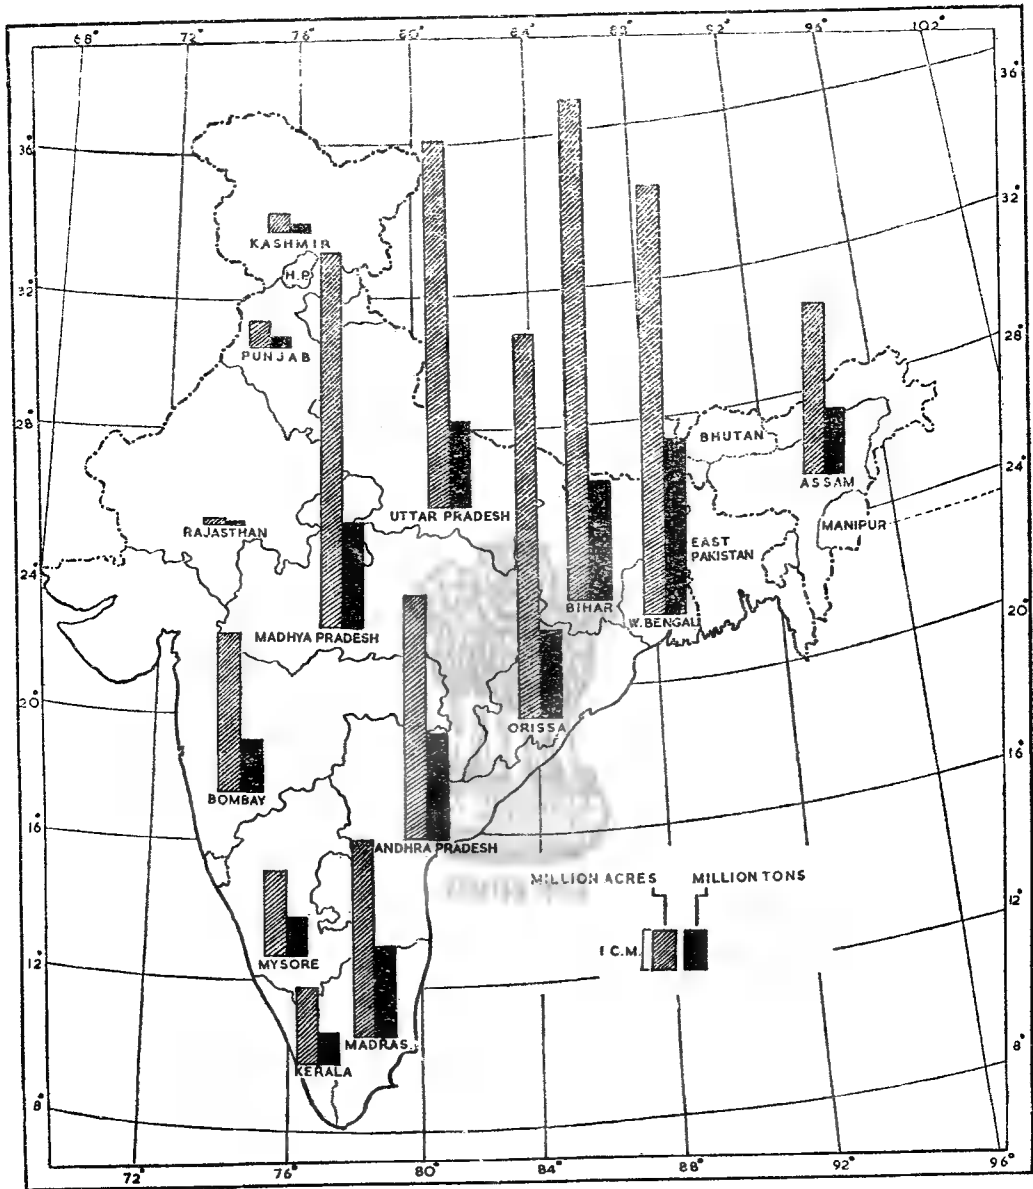 68° 72° 76° 80° 84° 88° 92° 96° 102°
36° 36°
KASHMIR
32°
H.P.
32°
PUNJAB
28°
28°
BHUTAN
ASSAM
24°
UTTAR PRADESH
RAJASTHAN
MANIPUR
EAST
PAKISTAN
24°
BIHAR
W. BENGAL
20°
MADHYA PRADESH
20°
ORISSA
BOMBAY
16°
16°
ANDHRA PRADESH
MILLION ACRES MILLION TONS
12°
1 C.M.
MYSORE
12°
MADRAS
KERALA
8°
8°
72° 76° 80° 84° 88° 92° 96°